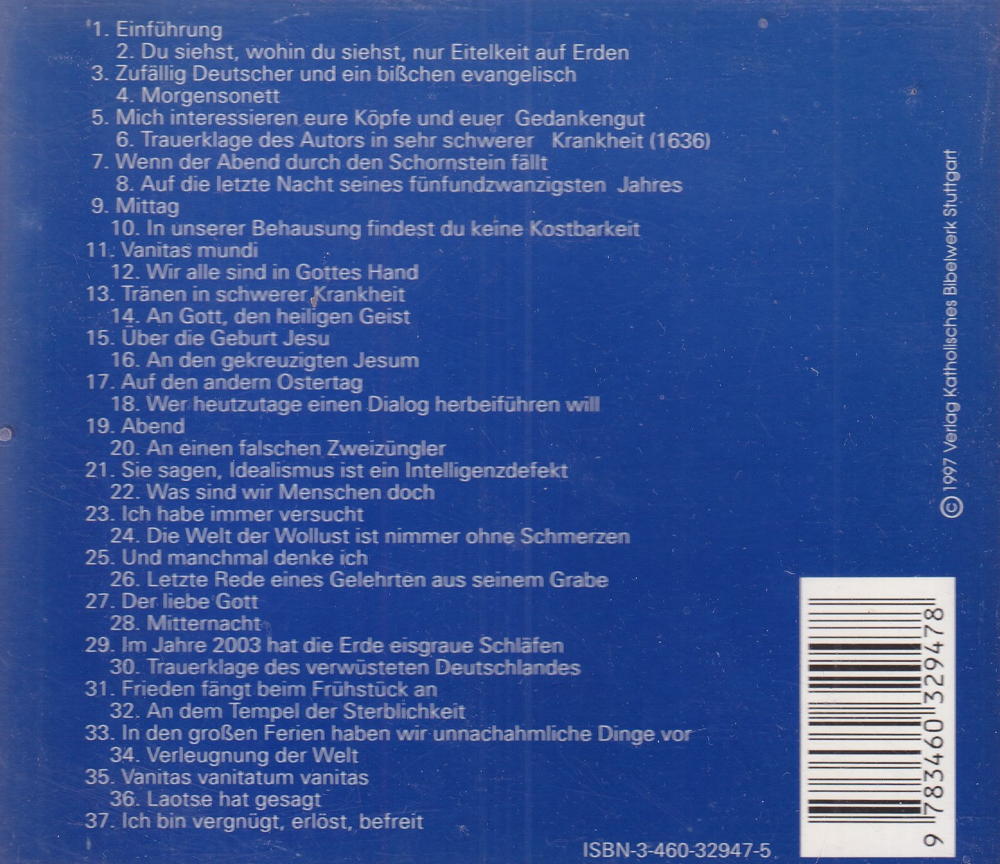 1. Einführung
2. Du siehst, wohin du siehst, nur Eitelkeit auf Erden
3. Zufällig Deutscher und ein bißchen evangelisch
4. Morgensonett
5. Mich interessieren eure Köpfe und euer Gedankengut
6. Trauerklage des Autors in sehr schwerer Krankheit (1636)
7. Wenn der Abend durch den Schornstein fällt
8. Auf die letzte Nacht seines fünfundzwanzigsten Jahres
9. Mittag
10. In unserer Behausung findest du keine Kostbarkeit
11. Vanitas mundi
12. Wir alle sind in Gottes Hand
13. Tränen in schwerer Krankheit
14. An Gott, den heiligen Geist
15. Über die Geburt Jesu
16. An den gekreuzigten Jesum
17. Auf den andern Ostertag
18. Wer heutzutage einen Dialog herbeiführen will
19. Abend
20. An einen falschen Zweizüngler
21. Sie sagen, Idealismus ist ein Intelligenzdefekt
22. Was sind wir Menschen doch
23. Ich habe immer versucht
24. Die Welt der Wollust ist nimmer ohne Schmerzen
25. Und manchmal denke ich
26. Letzte Rede eines Gelehrten aus seinem Grabe
27. Der liebe Gott
28. Mitternacht
29. Im Jahre 2003 hat die Erde eisgraue Schläfen
30. Trauerklage des verwüsteten Deutschlandes
31. Frieden fängt beim Frühstück an
32. An dem Tempel der Sterblichkeit
33. In den großen Ferien haben wir unnachahmliche Dinge vor
34. Verleugnung der Welt
35. Vanitas vanitatum vanitas
36. Laotse hat gesagt
37. Ich bin vergnügt, erlöst, befreit
ISBN-3-460-32947-5
© 1997 Verlag Katholisches Bibelwerk Stuttgart
9 783460 329478